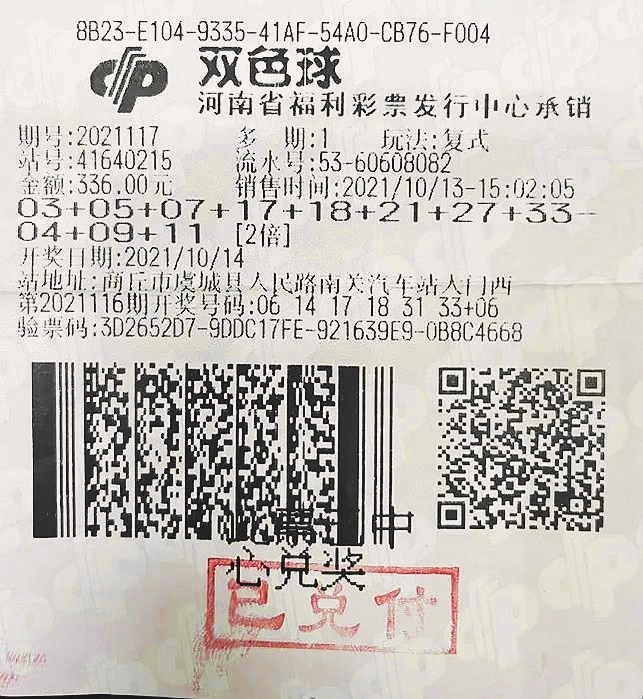 8B23-E104-9335-41AF-54A0-CB76-F004
双色球
河南省福利彩票发行中心承销
期号:2021117 多 期:1 玩法:复式
站号:41640215 流水号:53-60608082
金额:336.00元 销售时间:2021/10/13-15:02:05
03+05+07+17+18+21+27+33-
04+09+11 [2倍]
开奖日期:2021/10/14
站地址:商丘市虞城县人民路南关汽车站大门西
第2021116期开奖号码:06 14 17 18 31 33+06
验票码:3D2652D7-9DDC17FE-921639E9-0B8C4668
票 中
心兑奖
已兑付